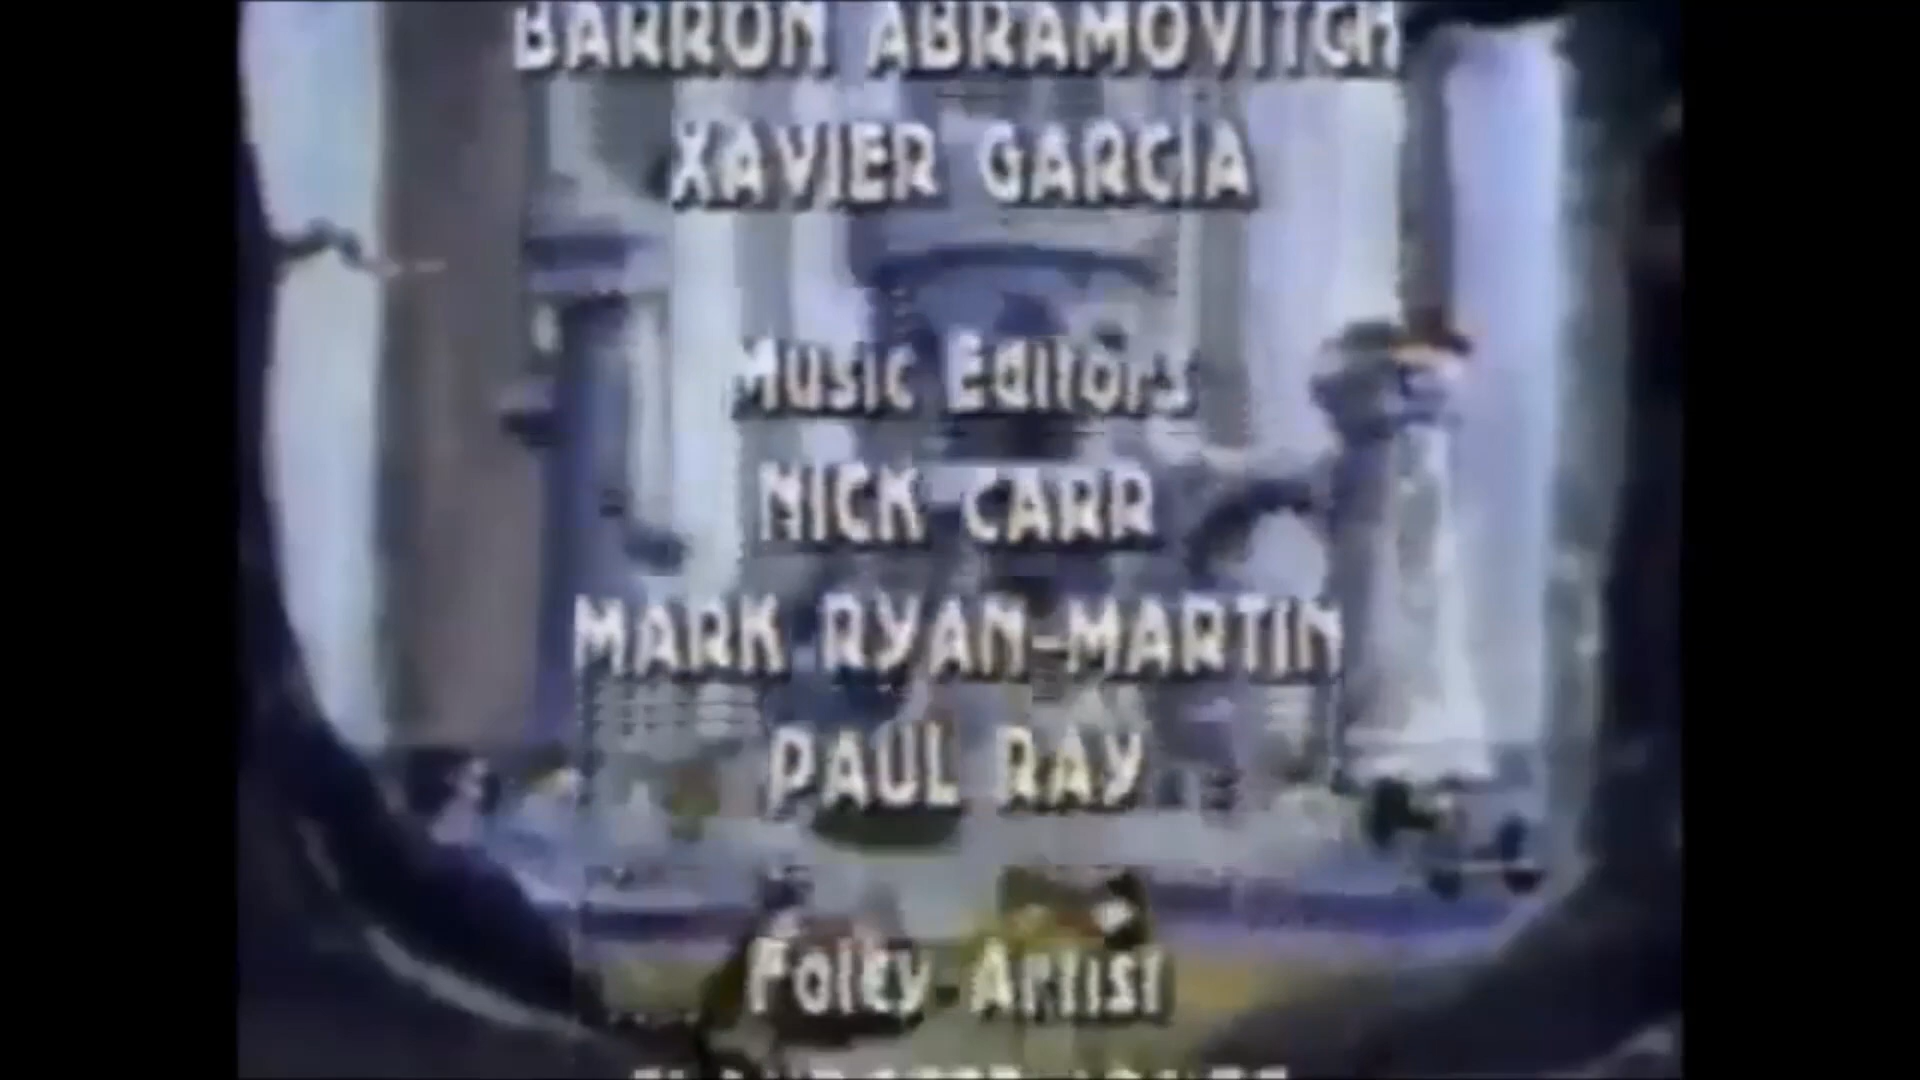 BARRON ABRAMOVITCH
XAVIER GARCIA
Music Editors
NICK CARR
MARK RYAN-MARTIN
PAUL RAY
Foley Artist